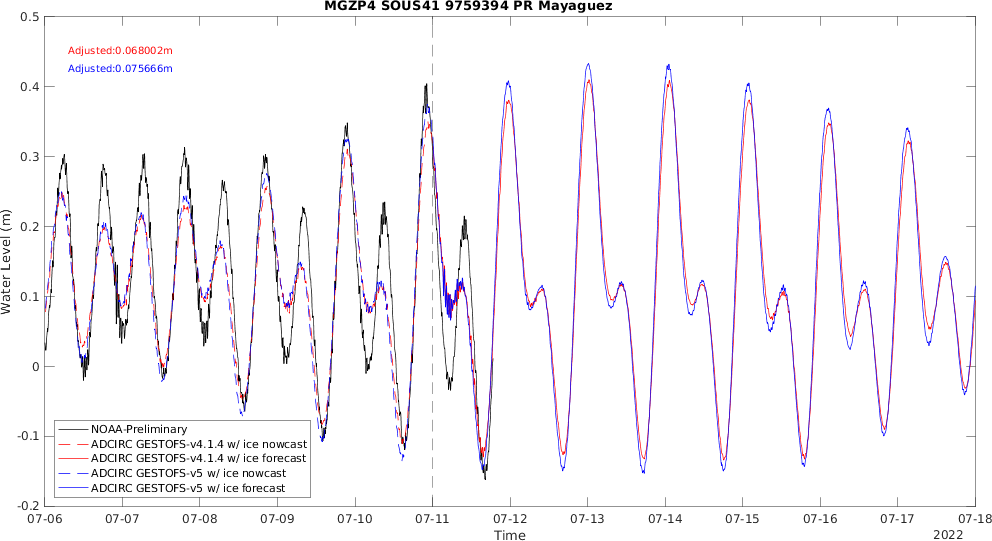 MGZP4 SOUS41 9759394 PR Mayaguez
Adjusted:0.068002m
Adjusted:0.075666m
Water Level (m)
0.5
0.4
0.3
0.2
0.1
0
-0.1
-0.2
NOAA-Preliminary
ADCIRC GESTOFS-v4.1.4 w/ ice nowcast
ADCIRC GESTOFS-v4.1.4 w/ ice forecast
ADCIRC GESTOFS-v5 w/ ice nowcast
ADCIRC GESTOFS-v5 w/ ice forecast
07-06 07-07 07-08 07-09 07-10 07-11 07-12 07-13 07-14 07-15 07-16 07-17 07-18
Time
2022